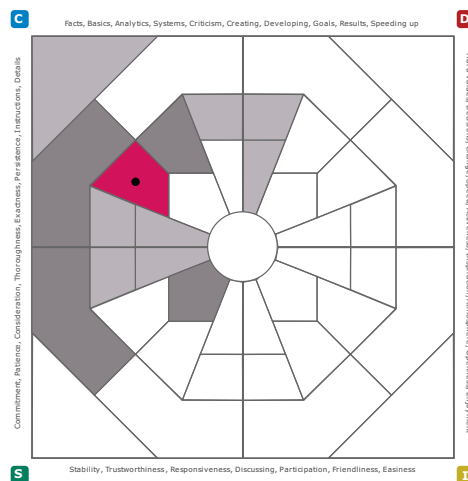 C
Facts, Basics, Analytics, Systems, Criticism, Creating, Developing, Goals, Results, Speeding up
D
Commitment, Patience, Consideration, Thoroughness, Exactness, Persistence, Instructions, Details
S
Stability, Trustworthiness, Responsiveness, Discussing, Participation, Friendliness, Easiness
I